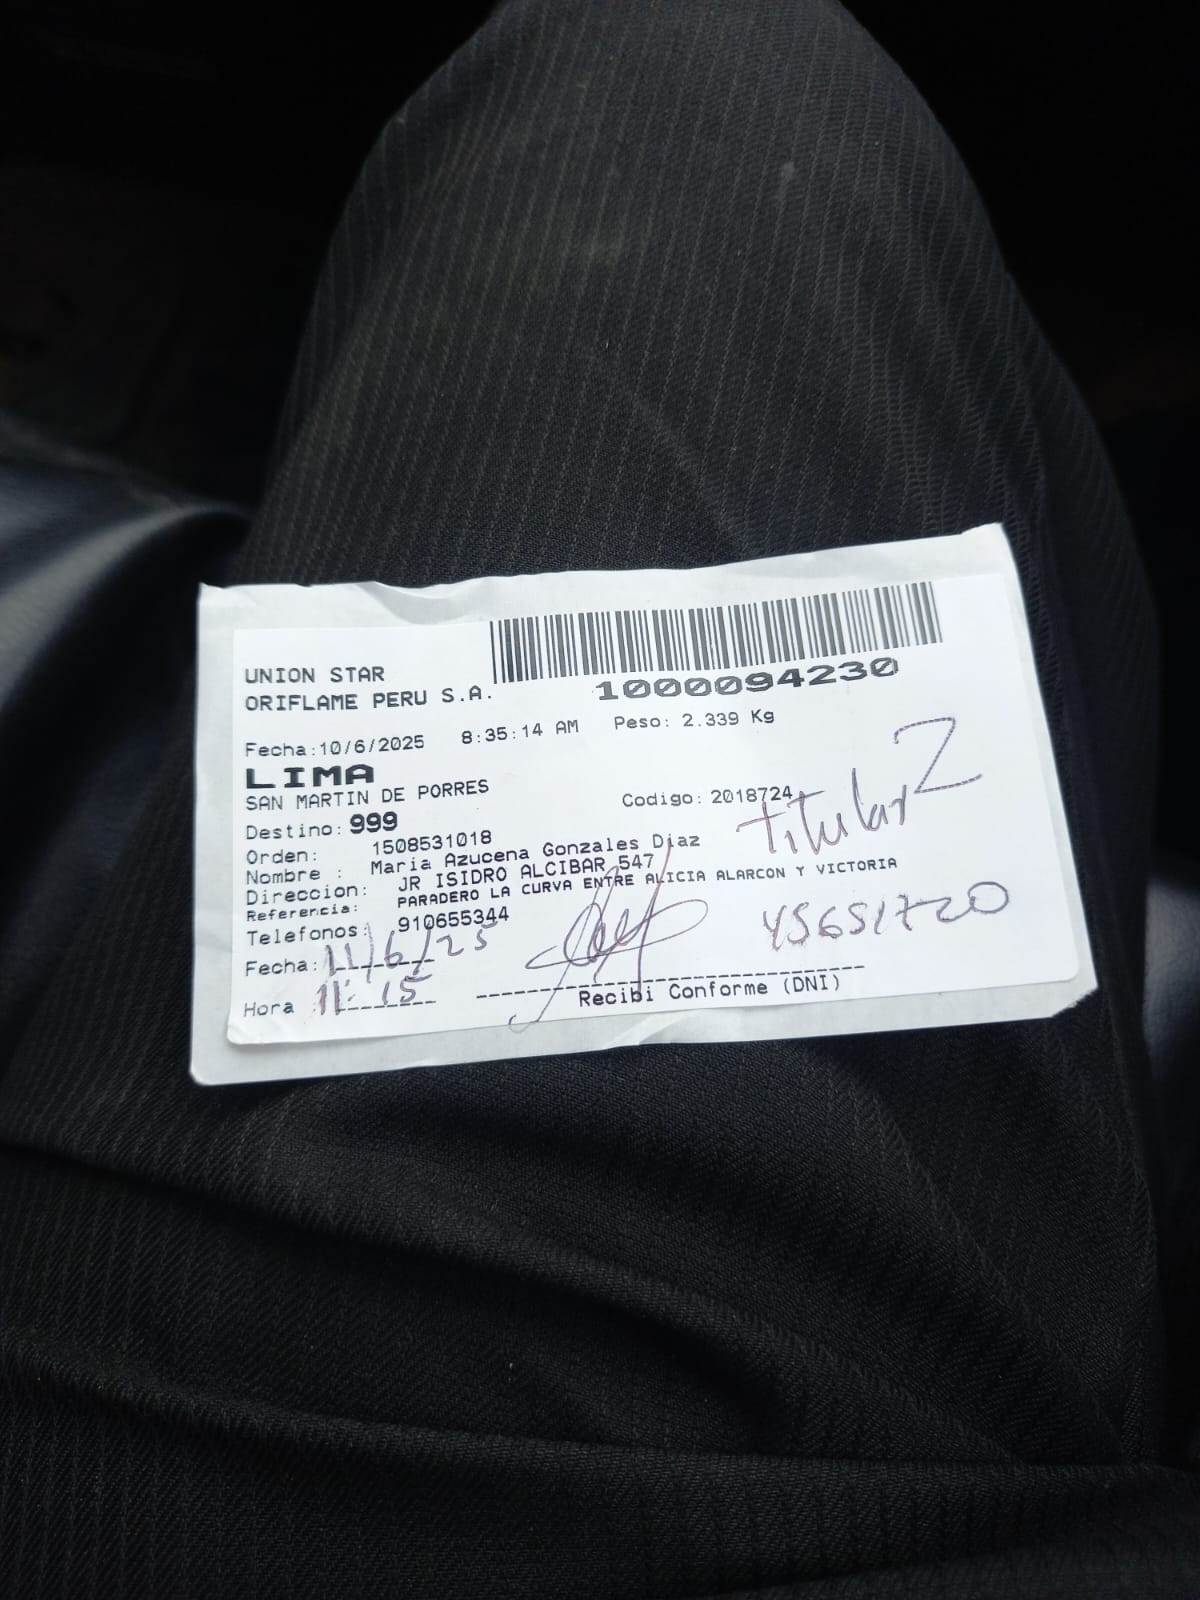 UNION STAR
ORIFLAME PERU S.A.
1000094230
Fecha:10/6/2025 8:35:14 AM Peso: 2.339 Kg
LIMA
SAN MARTIN DE PORRES
Destino: 999 Codigo: 2018724
Titular 2
Orden: 1508531018
Nombre : Maria Azucena Gonzales Diaz
Direccion: JR ISIDRO ALCIBAR 547
Referencia: PARADERO LA CURVA ENTRE ALICIA ALARCON Y VICTORIA
Telefonos: 910655344
Fecha: 11/6/25 45651720
Hora 11:15
Recibi Conforme (DNI)